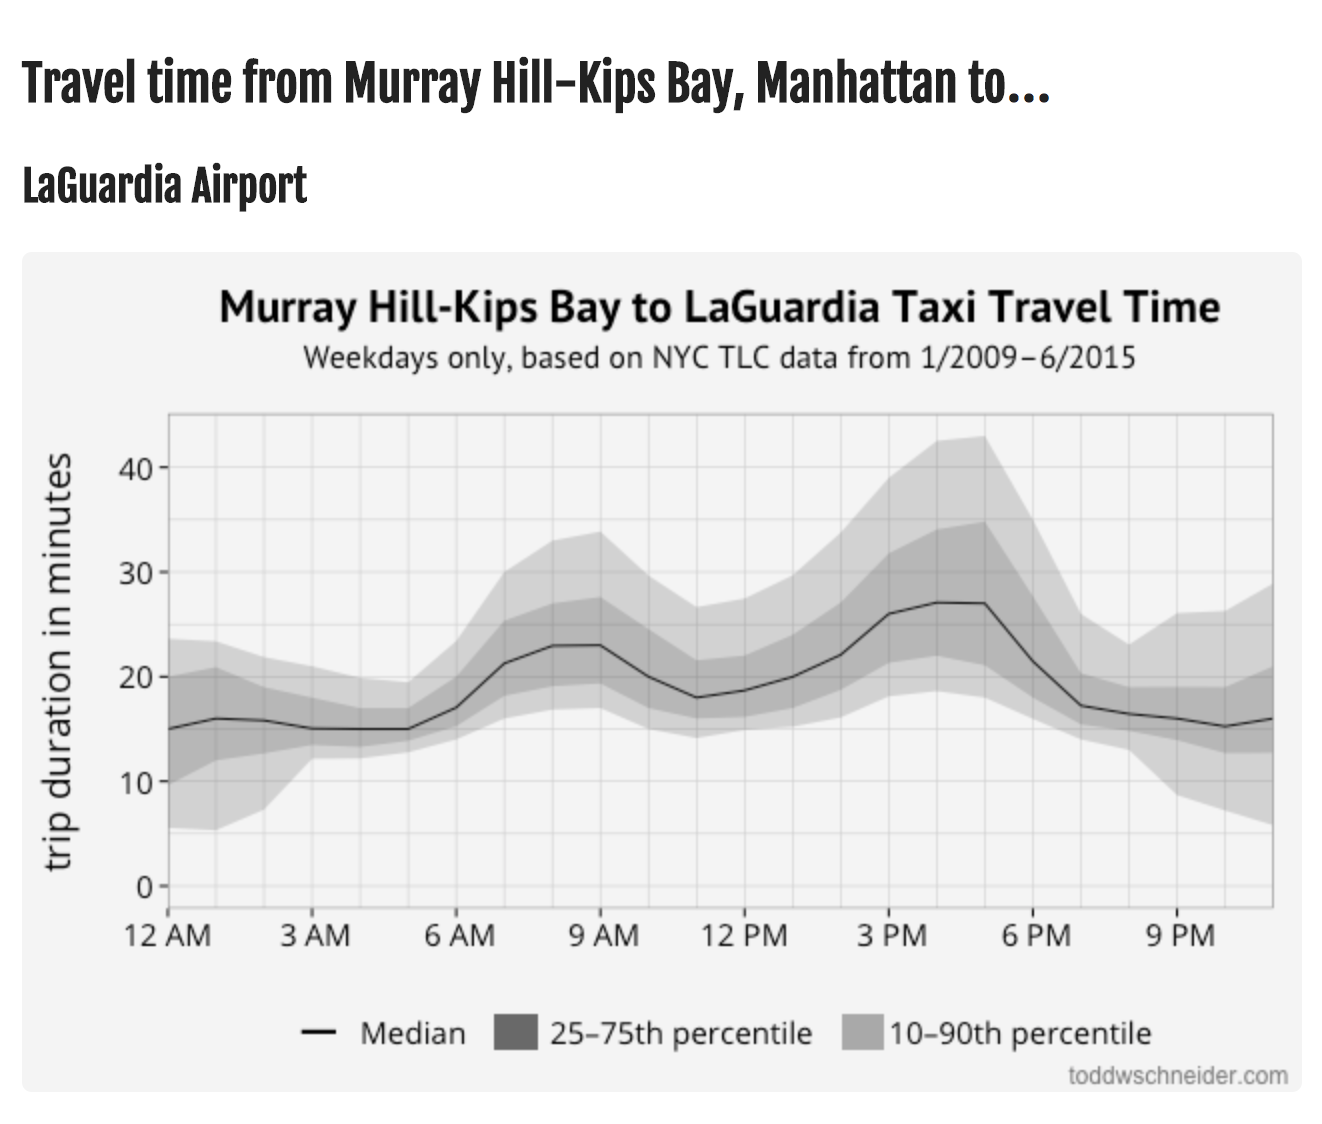 Travel time from Murray Hill–Kips Bay, Manhattan to…
LaGuardia Airport
Murray Hill-Kips Bay to LaGuardia Taxi Travel Time
Weekdays only, based on NYC TLC data from 1/2009–6/2015
trip duration in minutes
40
30
20
10
0
12 AM 3 AM 6 AM 9 AM 12 PM 3 PM 6 PM 9 PM
Median 25–75th percentile 10–90th percentile
toddwschneider.com